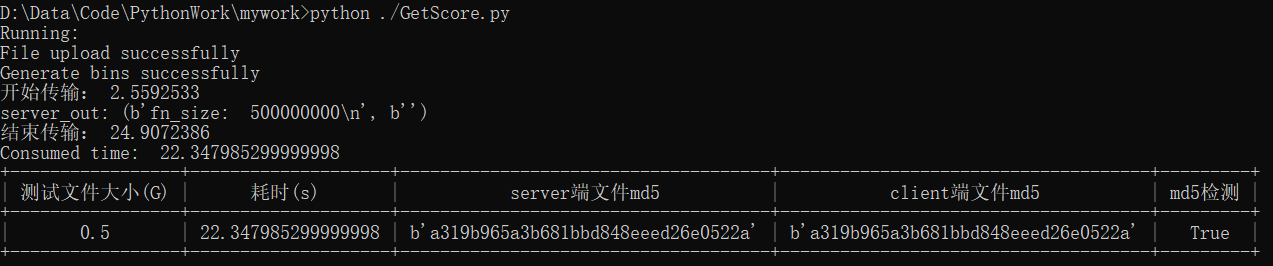 D:\Data\Code\PythonWork\mywork>python ./GetScore.py
Running:
File upload successfully
Generate bins successfully
开始传输： 2.5592533
server_out: (b'fn_size:  500000000\n', b'')
结束传输： 24.9072386
Consumed time:  22.347985299999998
测试文件大小(G) | 耗时(s) | server端文件md5 | client端文件md5 | md5检测
0.5 | 22.347985299999998 | b'a319b965a3b681bbd848eeed26e0522a' | b'a319b965a3b681bbd848eeed26e0522a' | True